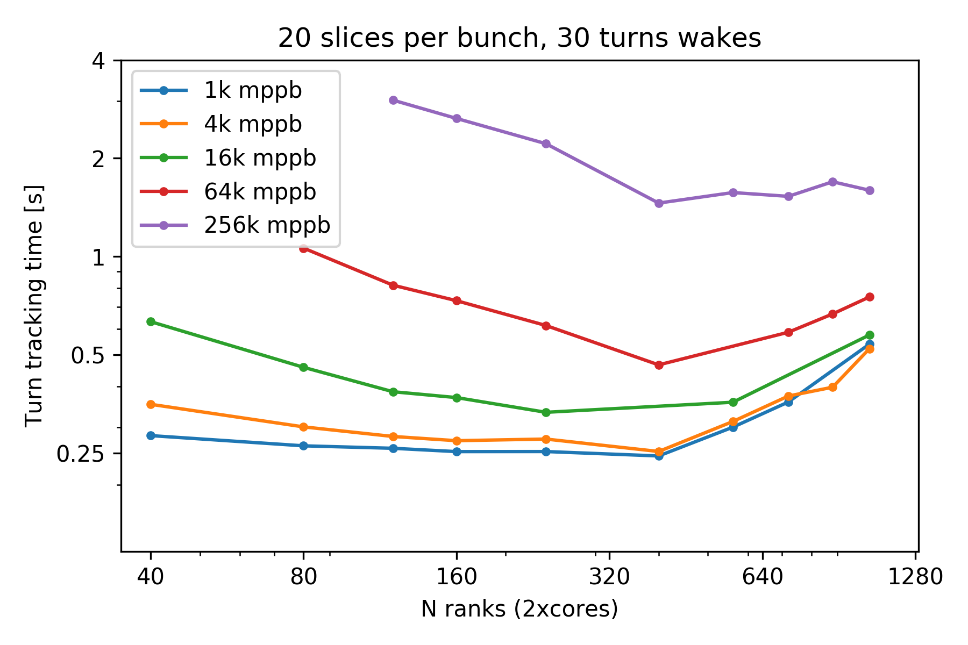 20 slices per bunch, 30 turns wakes
4
2
1
0.5
0.25
Turn tracking time [s]
1k mppb
4k mppb
16k mppb
64k mppb
256k mppb
40 80 160 320 640 1280
N ranks (2xcores)